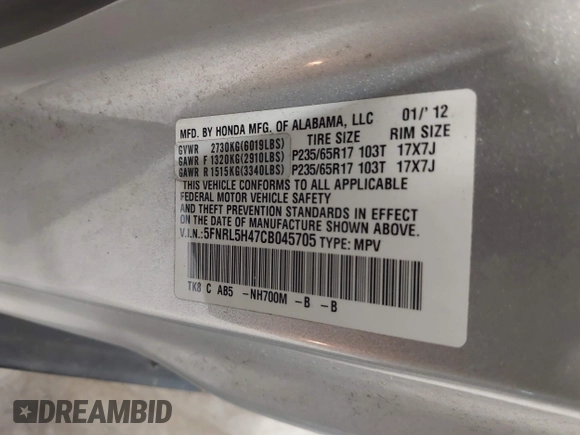 MFD. BY HONDA MFG. OF ALABAMA, LLC 01/'12
TIRE SIZE RIM SIZE
GVWR 2730KG(6019LBS)
GAWR F 1320KG(2910LBS) P235/65R17 103T 17X7J
GAWR R 1515KG(3340LBS) P235/65R17 103T 17X7J
THIS VEHICLE CONFORMS TO ALL APPLICABLE
FEDERAL MOTOR VEHICLE SAFETY
AND THEFT PREVENTION STANDARDS IN EFFECT
ON THE DATE OF MANUFACTURE SHOWN ABOVE.
V.I.N.:5FNRL5H47CB045705 TYPE: MPV
TK8 C AB5 -NH700M -B -B
DREAMBID